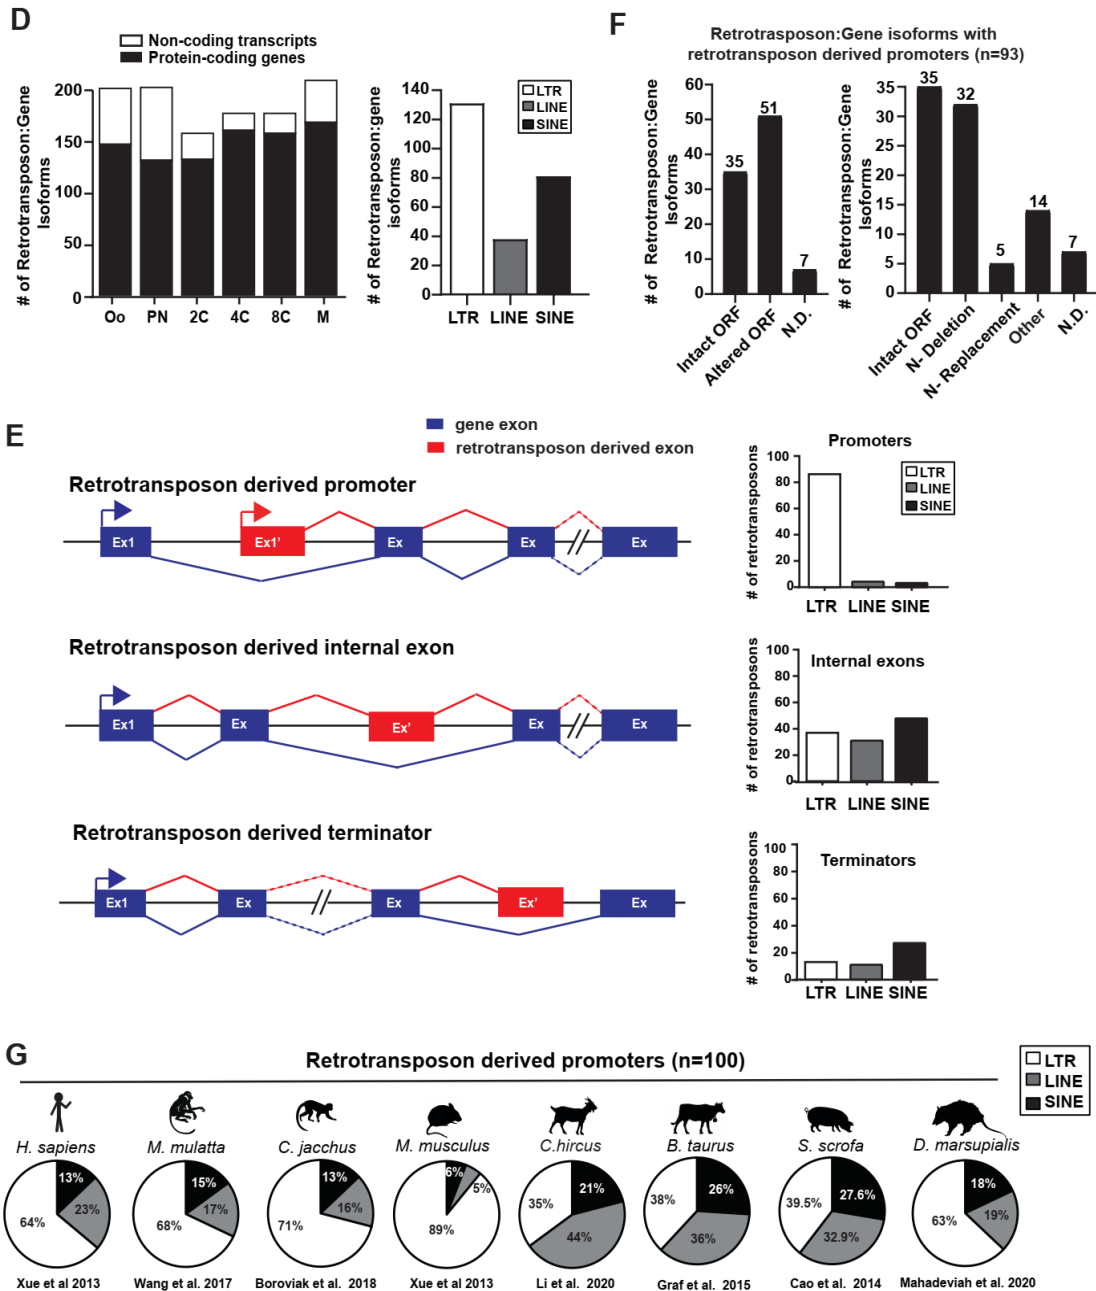 D
Non-coding transcripts
Protein-coding genes
# of Retrotransposon:Gene
Isoforms
200
150
100
50
0
Oo PN 2C 4C 8C M
# of Retrotransposon:gene
isoforms
140
120
100
80
60
40
20
0
LTR
LINE
SINE
LTR LINE SINE
F
Retrotrasposon:Gene isoforms with
retrotransposon derived promoters (n=93)
# of Retrotransposon:Gene
Isoforms
60
50
40
30
20
10
0
35
51
7
Intact ORF
Altered ORF
N.D.
# of Retrotransposon:Gene
Isoforms
35
30
25
20
15
10
5
0
35
32
5
14
7
Intact ORF
N- Deletion
N- Replacement
Other
N.D.
E
gene exon
retrotransposon derived exon
Retrotransposon derived promoter
Ex1 Ex1' Ex Ex Ex
Promoters
# of retrotransposons
100
80
60
40
20
0
LTR
LINE
SINE
LTR LINE SINE
Retrotransposon derived internal exon
Ex1 Ex Ex' Ex Ex
Internal exons
# of retrotransposons
100
80
60
40
20
0
LTR LINE SINE
Retrotransposon derived terminator
Ex1 Ex Ex Ex' Ex
Terminators
# of retrotransposons
100
80
60
40
20
0
LTR LINE SINE
G
Retrotransposon derived promoters (n=100)
LTR
LINE
SINE
H. sapiens M. mulatta C. jacchus M. musculus C.hircus B. taurus S. scrofa D. marsupialis
13% 23% 64%
15% 17% 68%
13% 16% 71%
6% 5% 89%
21% 44% 35%
26% 36% 38%
27.6% 32.9% 39.5%
18% 19% 63%
Xue et al 2013 Wang et al. 2017 Boroviak et al. 2018 Xue et al 2013 Li et al. 2020 Graf et al. 2015 Cao et al. 2014 Mahadeviah et al. 2020